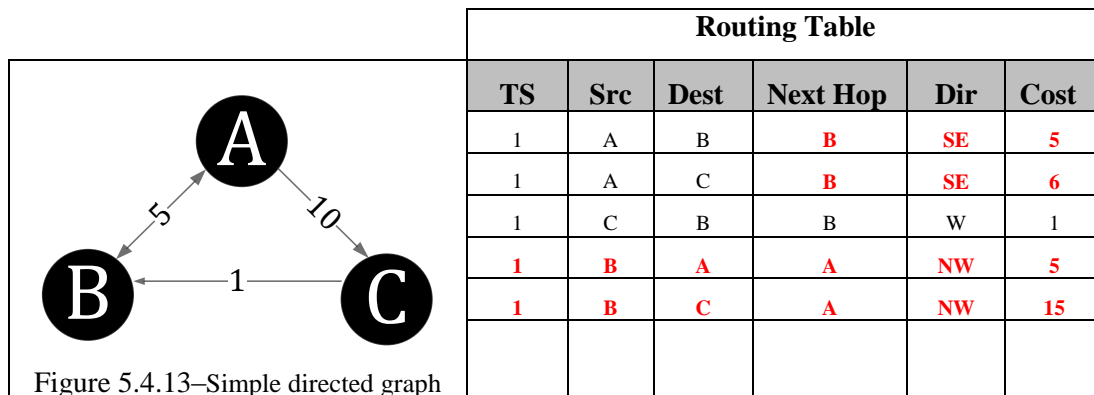 Routing Table
TS Src Dest Next Hop Dir Cost
1 A B B SE 5
1 A C B SE 6
1 C B B W 1
1 B A A NW 5
1 B C A NW 15
A
5 10
B 1 C
Figure 5.4.13–Simple directed graph